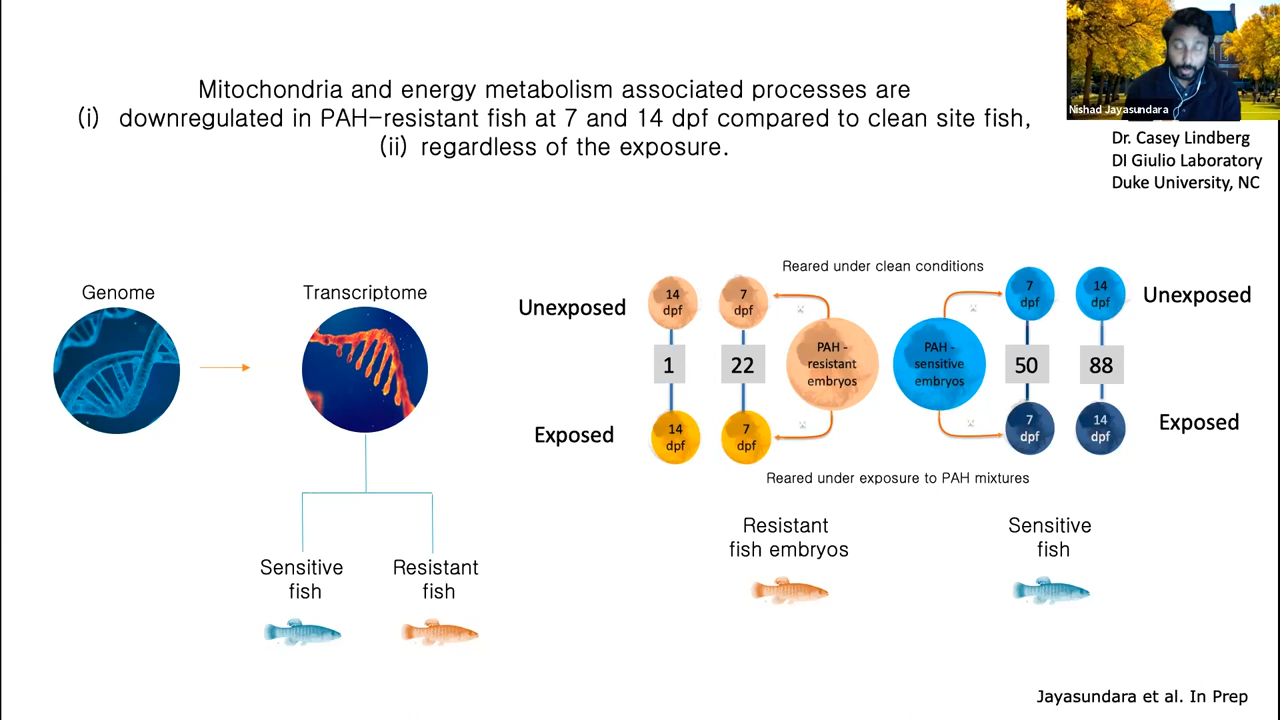 Mitochondria and energy metabolism associated processes are
(i) downregulated in PAH-resistant fish at 7 and 14 dpf compared to clean site fish,
(ii) regardless of the exposure.
Nishad Jayasundara
Dr. Casey Lindberg
DI Giulio Laboratory
Duke University, NC
Genome
Transcriptome
Sensitive
fish
Resistant
fish
Reared under clean conditions
Unexposed
14
dpf
7
dpf
7
dpf
14
dpf
Unexposed
1
22
PAH -
resistant
embryos
PAH -
sensitive
embryos
50
88
Exposed
14
dpf
7
dpf
7
dpf
14
dpf
Exposed
Reared under exposure to PAH mixtures
Resistant
fish embryos
Sensitive
fish
Jayasundara et al. In Prep